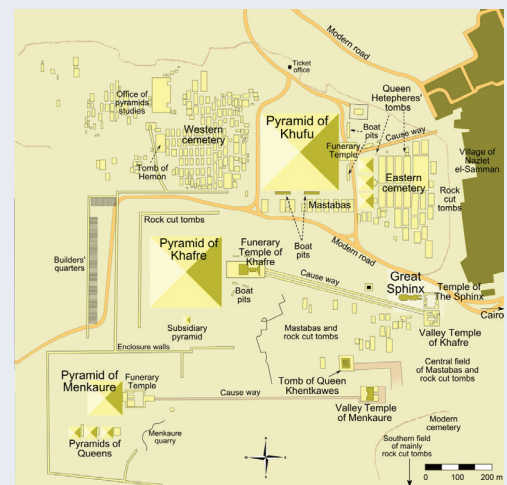 Modern road
Ticket
office
Office of
pyramids
studies
Western
cemetery
Tomb of
Hemon
Pyramid of
Khufu
Boat
pits
Queen
Hetepheres'
tombs
Cause way
Funerary
Temple
Eastern
cemetery
Village of
Nazlet
el-Samman
Rock
cut
tombs
Mastabas
Boat
pits
Modern road
Rock cut tombs
Builders'
quarters
Pyramid of
Khafre
Funerary
Temple of
Khafre
Boat
pits
Cause way
Great
Sphinx
Temple of
The Sphinx
Cairo
Valley Temple
of Khafre
Subsidiary
pyramid
Mastabas and
rock cut tombs
Enclosure walls
Central field
of Mastabas and
rock cut tombs
Pyramid of
Menkaure
Funerary
Temple
Tomb of Queen
Khentkawes
Cause way
Valley Temple
of Menkaure
Pyramids of
Queens
Menkaure
quarry
Modern
cemetery
Southern field
of mainly
rock cut tombs
0 100 200 m